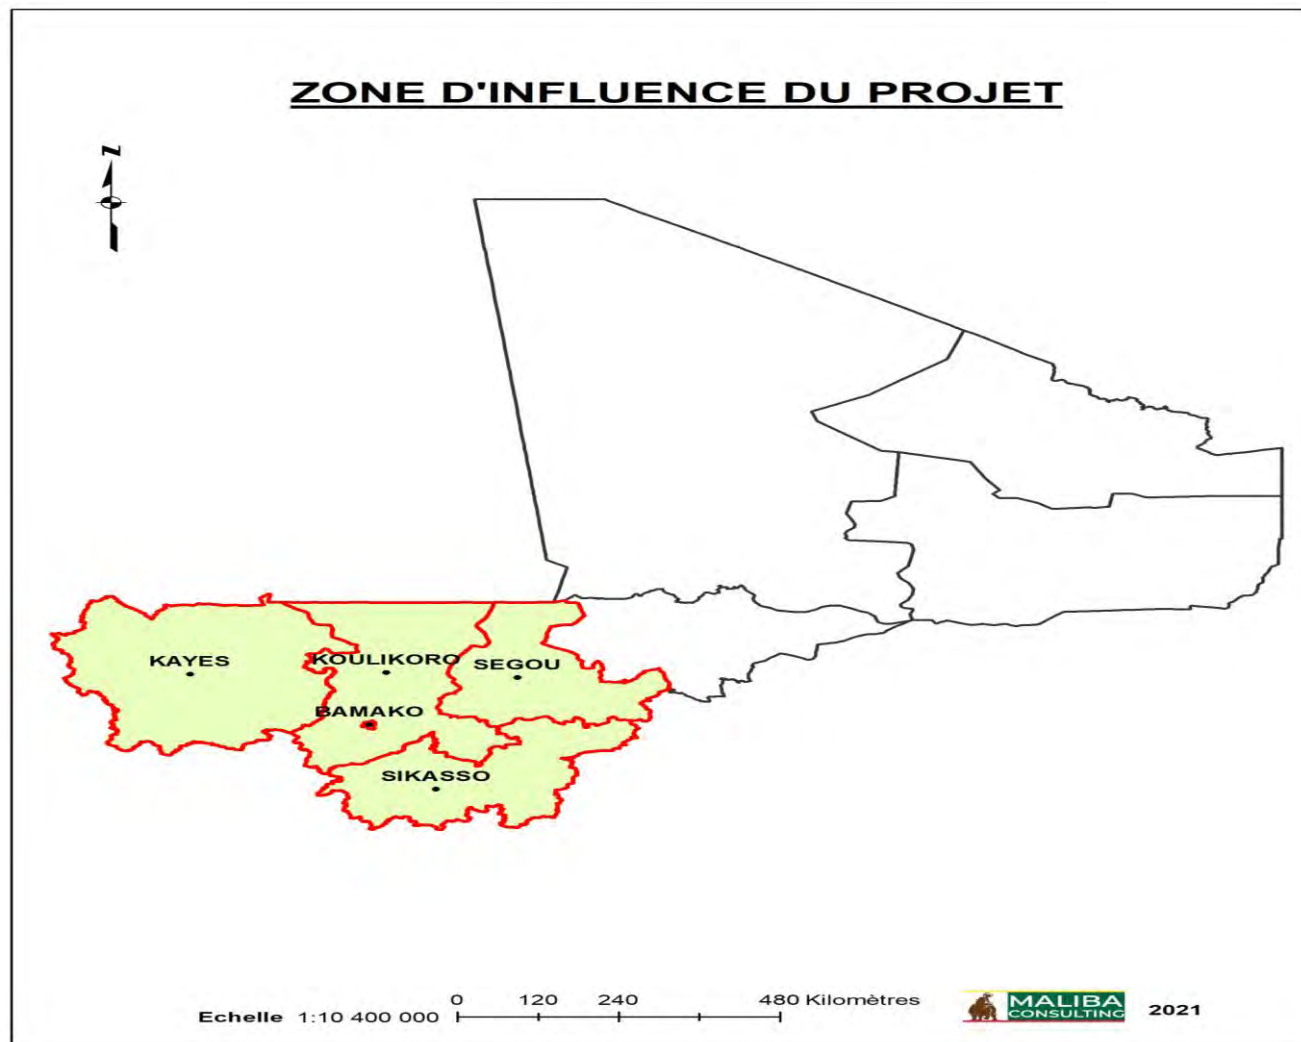 ZONE D'INFLUENCE DU PROJET
z
KAYES
KOULIKORO
SEGOU
BAMAKO
SIKASSO
0 120 240 480 Kilomètres
Echelle 1:10 400 000
MALIBA
CONSULTING
2021